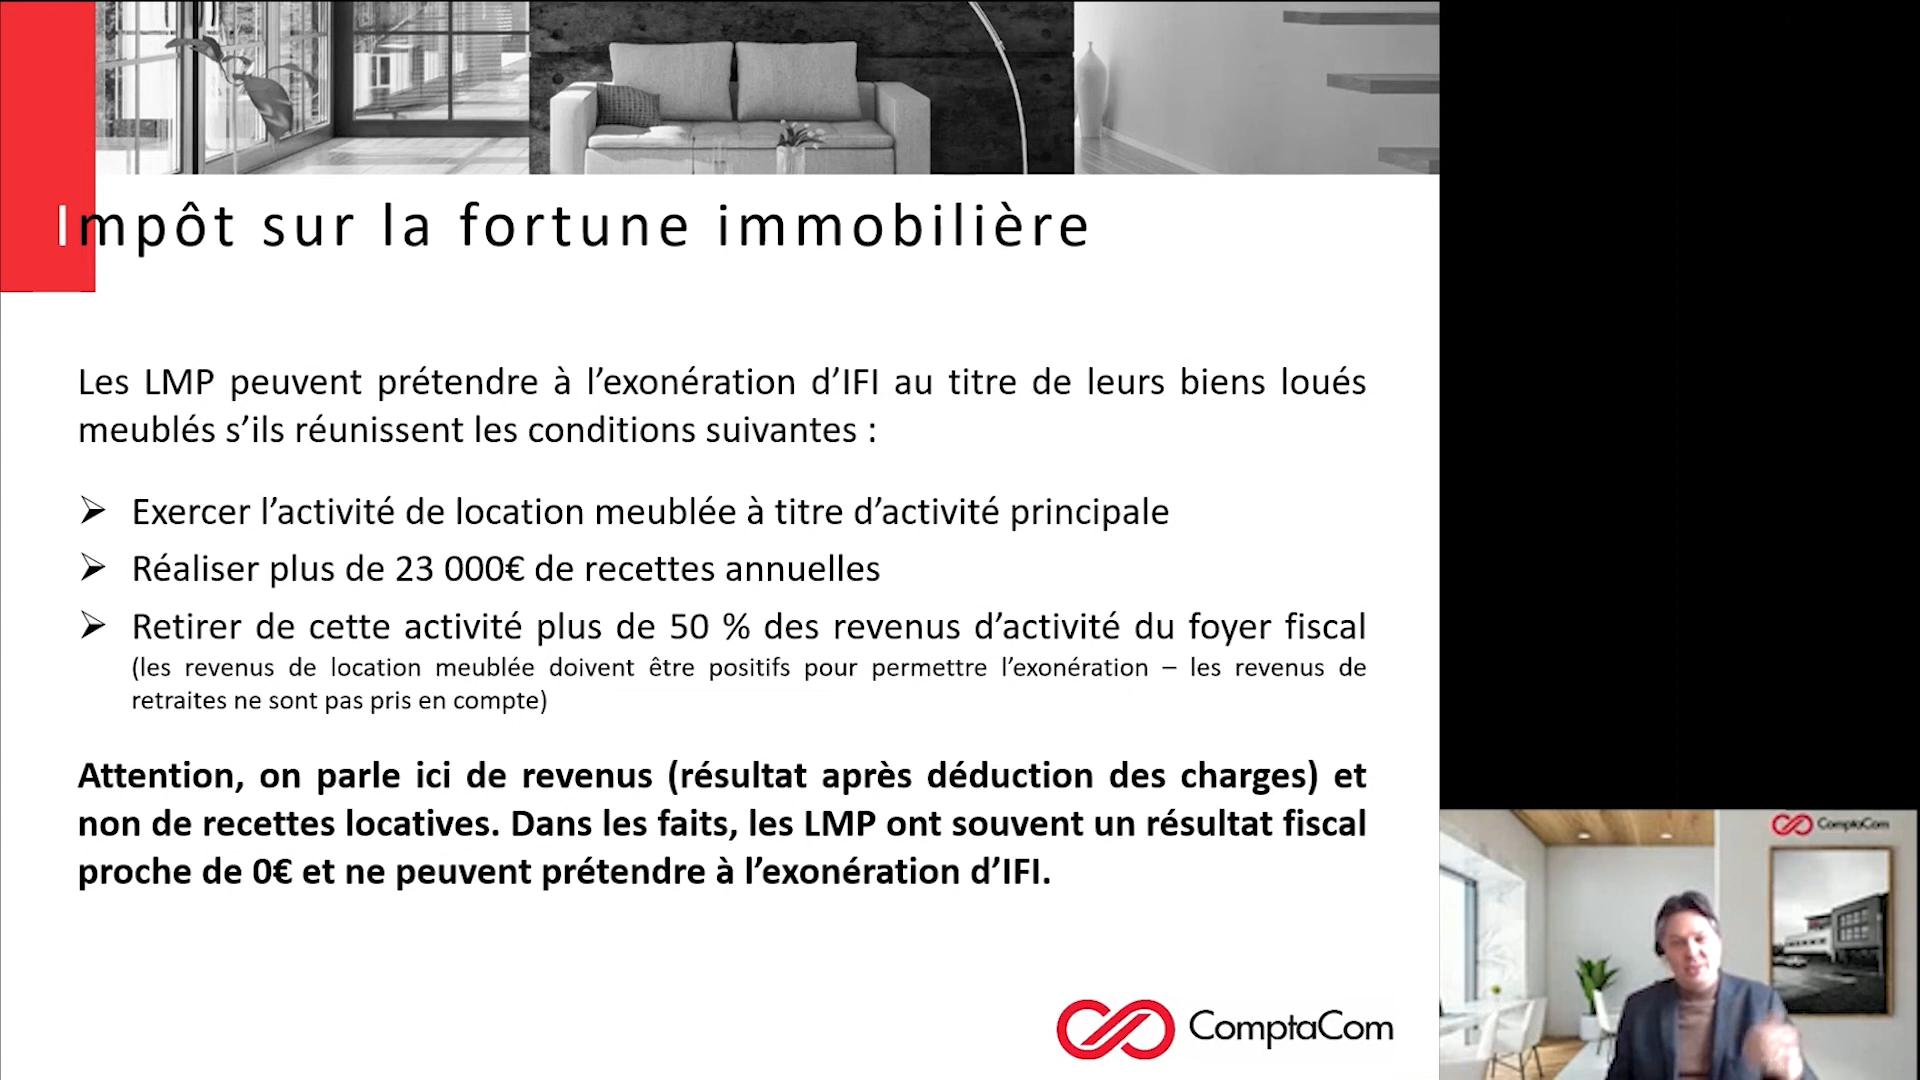 Impôt sur la fortune immobilière
Les LMP peuvent prétendre à l’exonération d’IFI au titre de leurs biens loués
meublés s’ils réunissent les conditions suivantes :
➢ Exercer l’activité de location meublée à titre d’activité principale
➢ Réaliser plus de 23 000€ de recettes annuelles
➢ Retirer de cette activité plus de 50 % des revenus d’activité du foyer fiscal
(les revenus de location meublée doivent être positifs pour permettre l’exonération – les revenus de
retraites ne sont pas pris en compte)
Attention, on parle ici de revenus (résultat après déduction des charges) et
non de recettes locatives. Dans les faits, les LMP ont souvent un résultat fiscal
proche de 0€ et ne peuvent prétendre à l’exonération d’IFI.
ComptaCom
ComptaCom